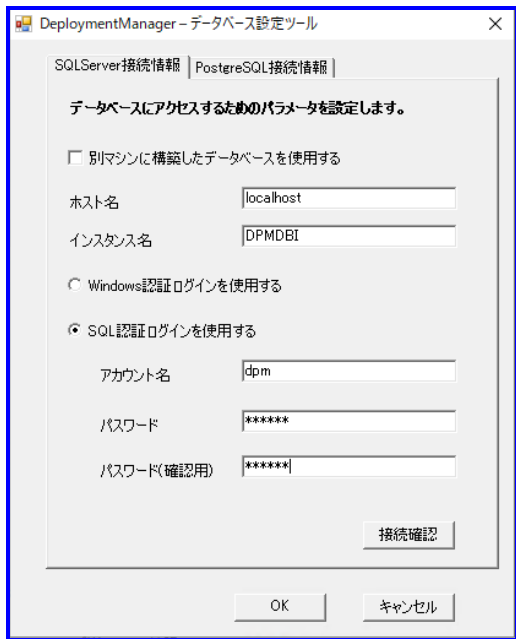 DeploymentManager – データベース設定ツール
SQLServer接続情報 PostgreSQL接続情報
データベースにアクセスするためのパラメータを設定します。
別マシンに構築したデータベースを使用する
ホスト名 localhost
インスタンス名 DPMDBI
Windows認証ログインを使用する
SQL認証ログインを使用する
アカウント名 dpm
パスワード ******
パスワード(確認用) ******
接続確認
OK キャンセル